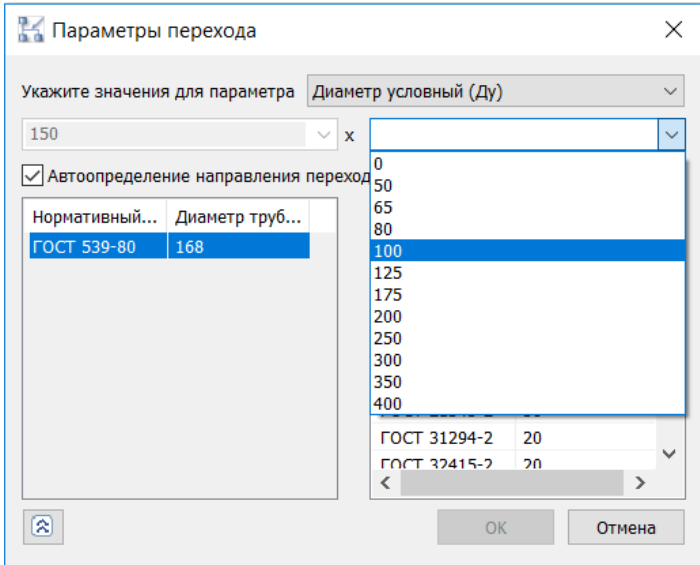 Параметры перехода
Укажите значения для параметра Диаметр условный (Ду)
150 x
Автоопределение направления переход
0
50
65
80
100
125
175
200
250
300
350
400
Нормативный... Диаметр труб...
ГОСТ 539-80 168
ГОСТ 31294-2 20
ГОСТ 32415-2 20
OK Отмена